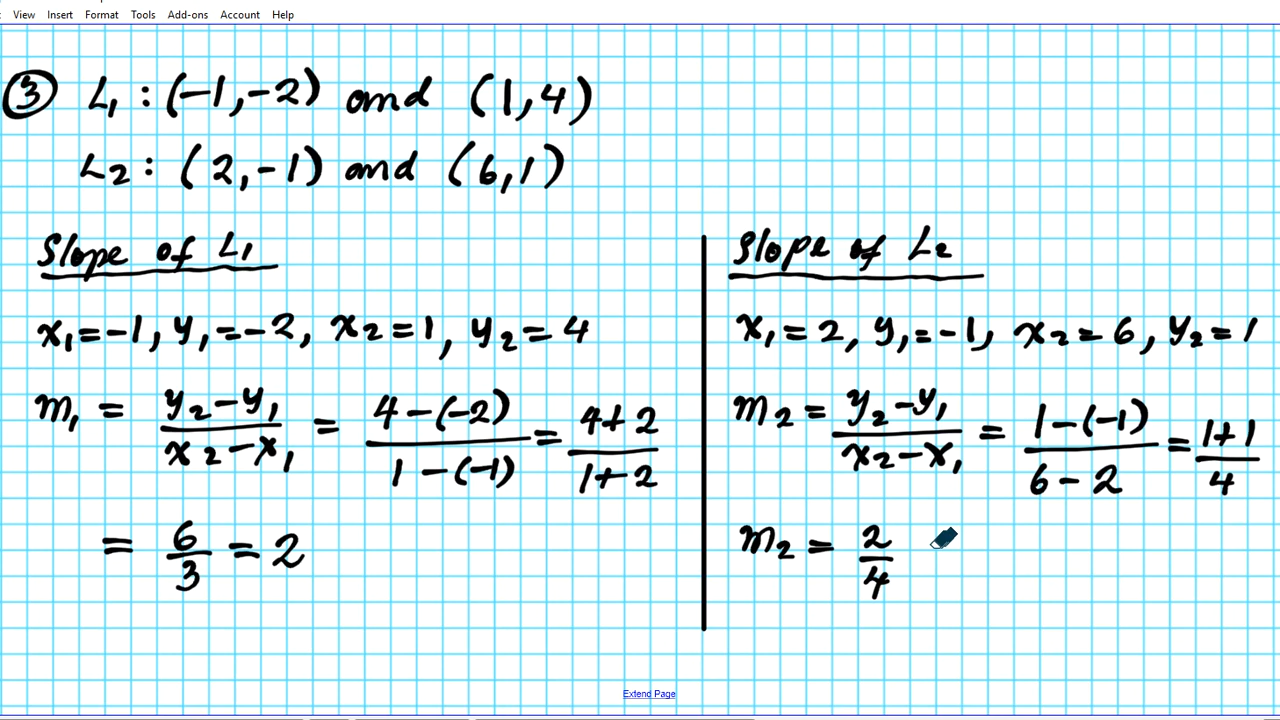 View Insert Format Tools Add-ons Account Help
③ L₁ : (−1,−2) and (1,4)
L₂ : (2,−1) and (6,1)
Slope of L₁
x₁=−1, y₁=−2, x₂=1, y₂=4
m₁ = (y₂−y₁)/(x₂−x₁) = (4−(−2))/(1−(−1)) = (4+2)/(1+2)
= 6/3 = 2
Slope of L₂
x₁=2, y₁=−1, x₂=6, y₂=1
m₂ = (y₂−y₁)/(x₂−x₁) = (1−(−1))/(6−2) = (1+1)/4
m₂ = 2/4
Extend Page